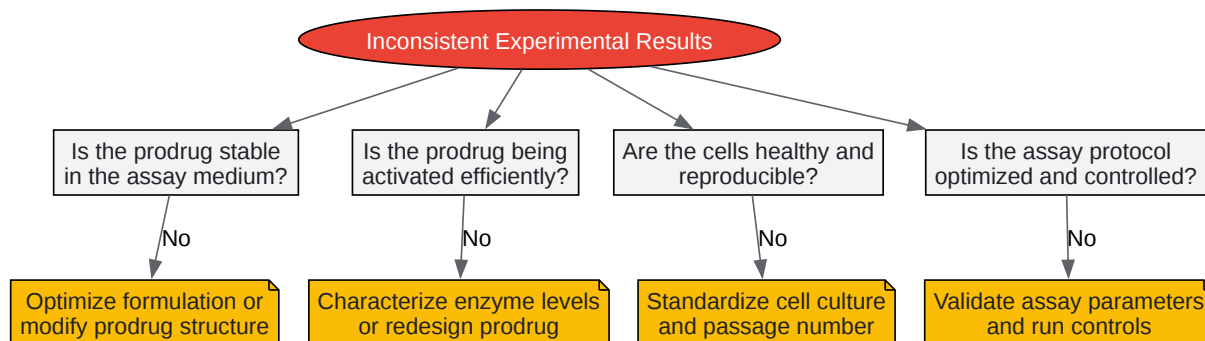 Inconsistent Experimental Results
Is the prodrug stable
in the assay medium?
Is the prodrug being
activated efficiently?
Are the cells healthy and
reproducible?
Is the assay protocol
optimized and controlled?
No
No
No
No
Optimize formulation or
modify prodrug structure
Characterize enzyme levels
or redesign prodrug
Standardize cell culture
and passage number
Validate assay parameters
and run controls